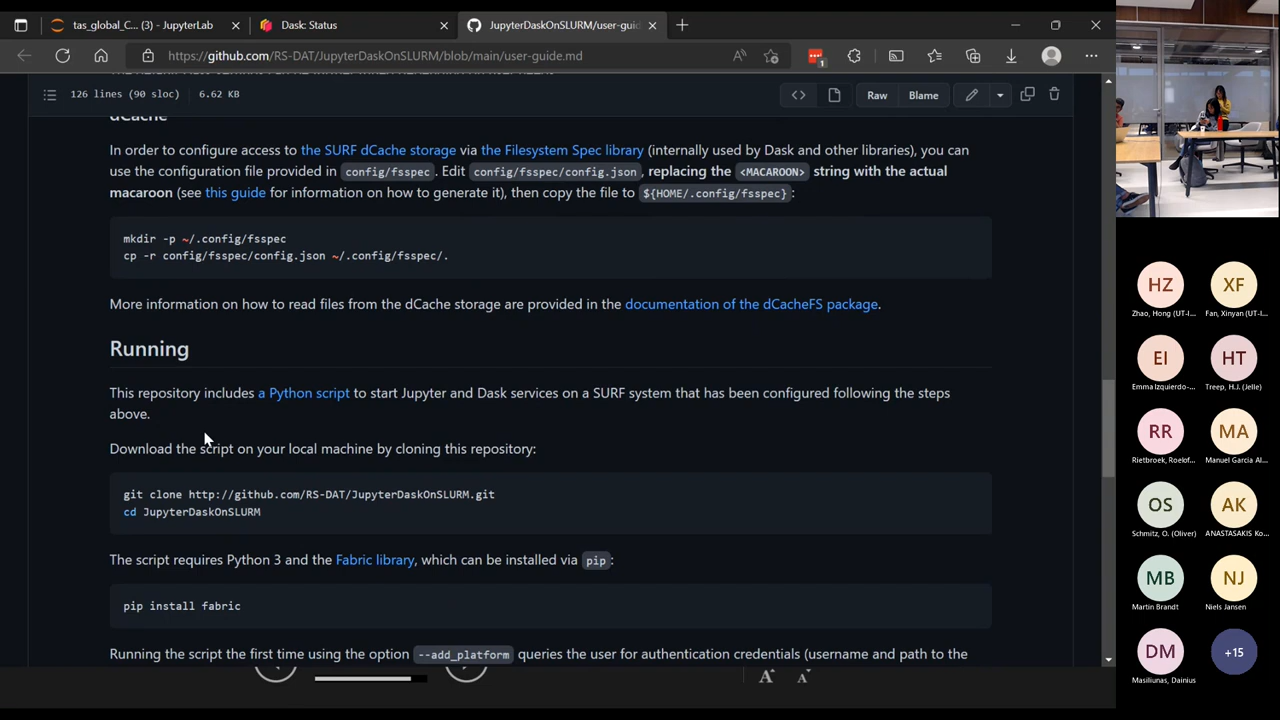 tas_global_C... (3) - JupyterLab
Dask: Status
JupyterDaskOnSLURM/user-guid
https://github.com/RS-DAT/JupyterDaskOnSLURM/blob/main/user-guide.md
1
126 lines (90 sloc) 6.62 KB
Raw
Blame
dCache
In order to configure access to the SURF dCache storage via the Filesystem Spec library (internally used by Dask and other libraries), you
can use the configuration file provided in config/fsspec. Edit config/fsspec/config.json, replacing the <MACAROON> string with the actual
macaroon (see this guide for information on how to generate it), then copy the file to ${HOME/.config/fsspec}:
mkdir -p ~/.config/fsspec
cp -r config/fsspec/config.json ~/.config/fsspec/.
More information on how to read files from the dCache storage are provided in the documentation of the dCacheFS package.
Running
This repository includes a Python script to start Jupyter and Dask services on a SURF system that has been configured following the steps
above.
Download the script on your local machine by cloning this repository:
git clone http://github.com/RS-DAT/JupyterDaskOnSLURM.git
cd JupyterDaskOnSLURM
The script requires Python 3 and the Fabric library, which can be installed via pip:
pip install fabric
Running the script the first time using the option --add_platform queries the user for authentication credentials (username and path to the
HZ
XF
Zhao, Hong (UT-I...
Fan, Xinyan (UT-I...
EI
HT
Emma Izquierdo-...
Treep, H.J. (Jelle)
RR
MA
Rietbroek, Roelof...
Manuel Garcia Al...
OS
AK
Schmitz, O. (Oliver)
ANASTASAKIS Ko...
MB
NJ
Martin Brandt
Niels Jansen
DM
+15
Masiliunas, Dainius